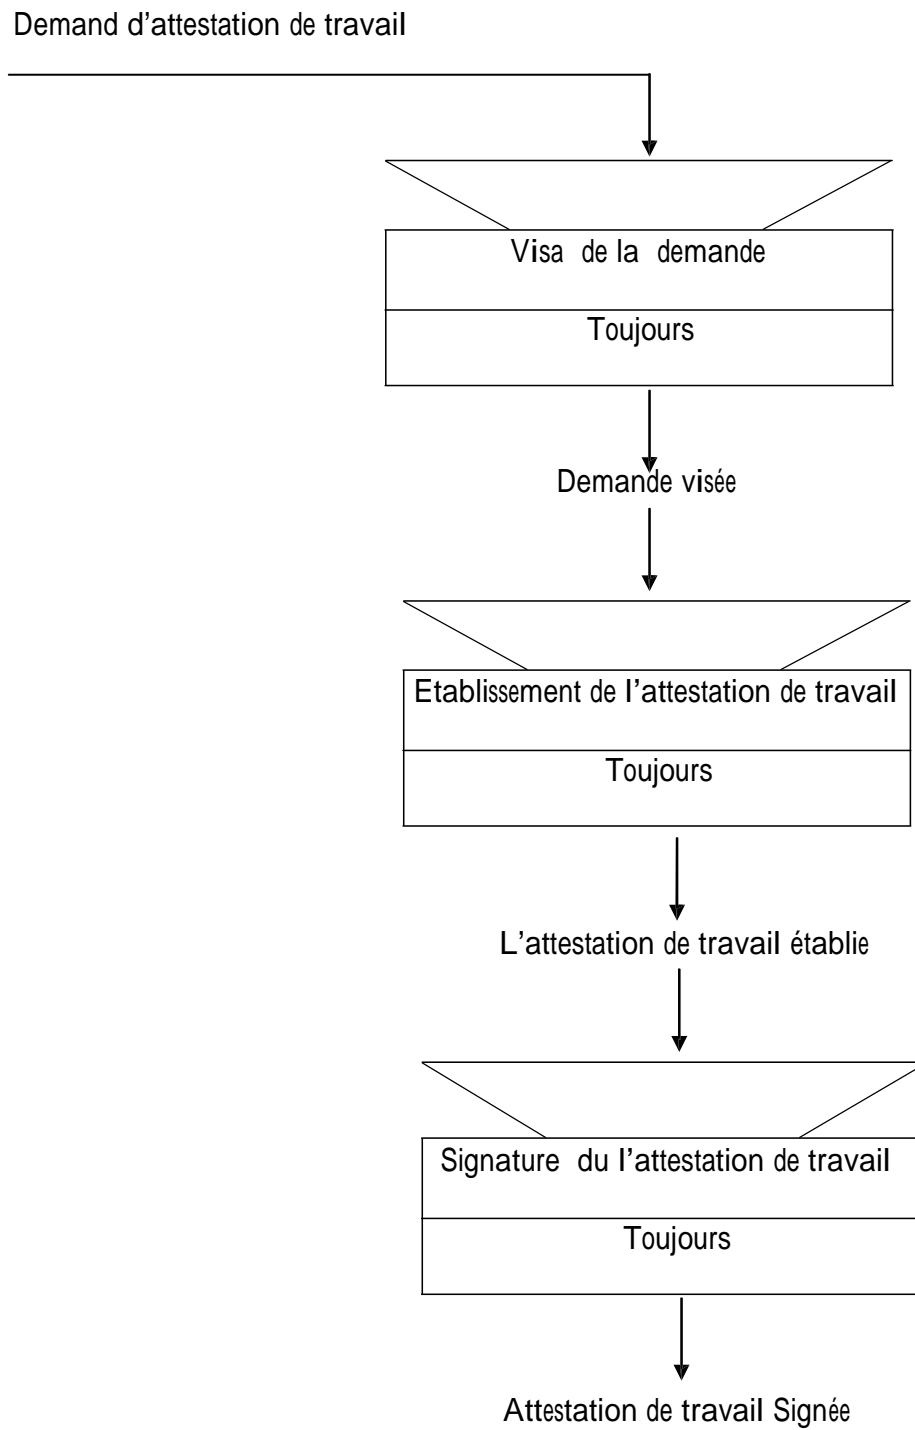 Demand d’attestation de travail
Visa de la demande
Toujours
Demande visée
Etablissement de l’attestation de travail
Toujours
L’attestation de travail établie
Signature du l’attestation de travail
Toujours
Attestation de travail Signée